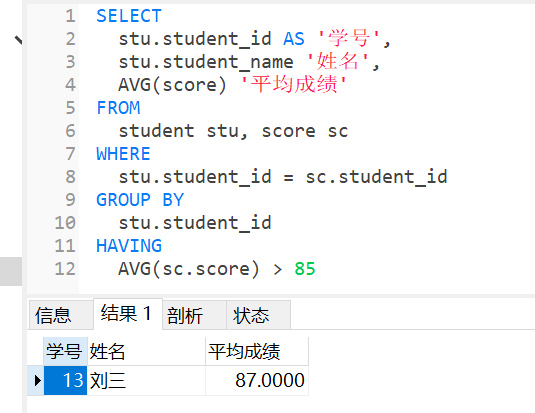 1 SELECT
2 stu.student_id AS '学号',
3 stu.student_name '姓名',
4 AVG(score) '平均成绩'
5 FROM
6 student stu, score sc
7 WHERE
8 stu.student_id = sc.student_id
9 GROUP BY
10 stu.student_id
11 HAVING
12 AVG(sc.score) > 85
信息 结果 1 剖析 状态
学号 姓名 平均成绩
13 刘三 87.0000